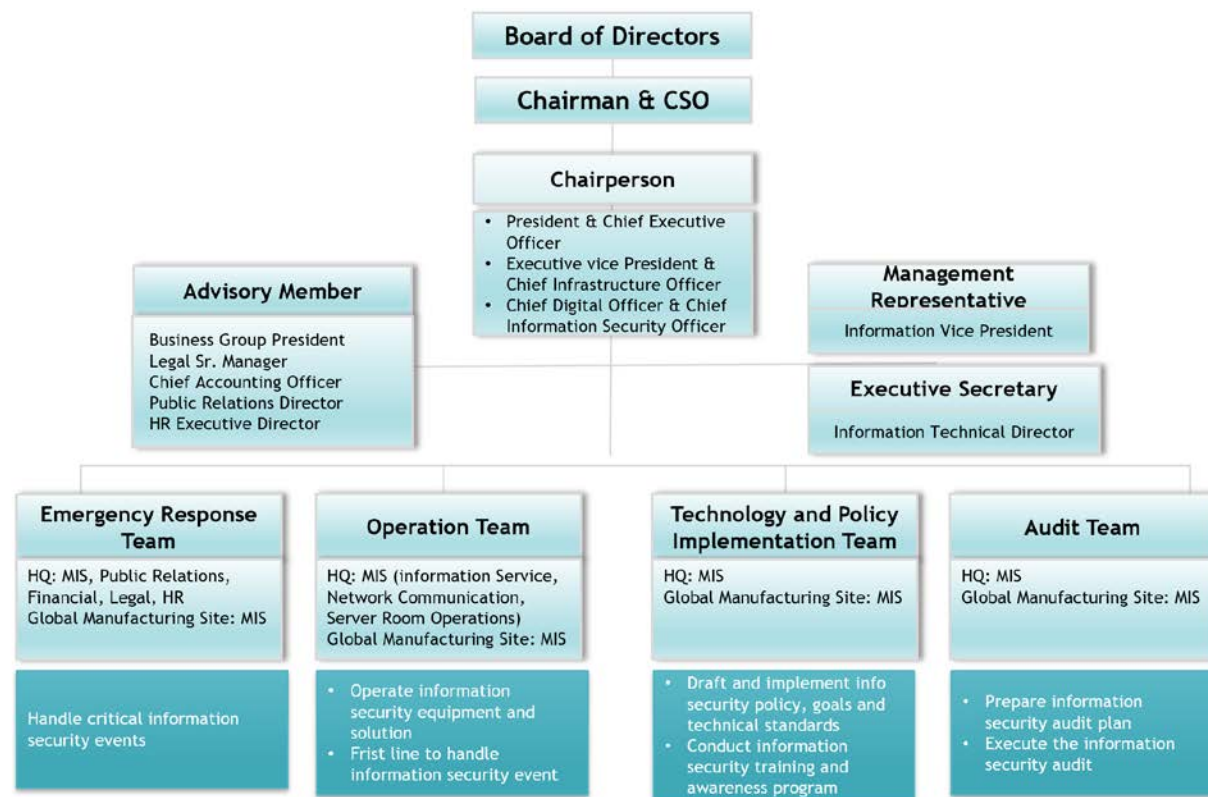 Board of Directors
Chairman & CSO
Chairperson
• President & Chief Executive
Officer
• Executive vice President &
Chief Infrastructure Officer
• Chief Digital Officer & Chief
Information Security Officer
Advisory Member
Business Group President
Legal Sr. Manager
Chief Accounting Officer
Public Relations Director
HR Executive Director
Management
Representative
Information Vice President
Executive Secretary
Information Technical Director
Emergency Response
Team
HQ: MIS, Public Relations,
Financial, Legal, HR
Global Manufacturing Site: MIS
Handle critical information
security events
Operation Team
HQ: MIS (information Service,
Network Communication,
Server Room Operations)
Global Manufacturing Site: MIS
• Operate information
security equipment and
solution
• Frist line to handle
information security event
Technology and Policy
Implementation Team
HQ: MIS
Global Manufacturing Site: MIS
• Draft and implement info
security policy, goals and
technical standards
• Conduct information
security training and
awareness program
Audit Team
HQ: MIS
Global Manufacturing Site: MIS
• Prepare information
security audit plan
• Execute the information
security audit